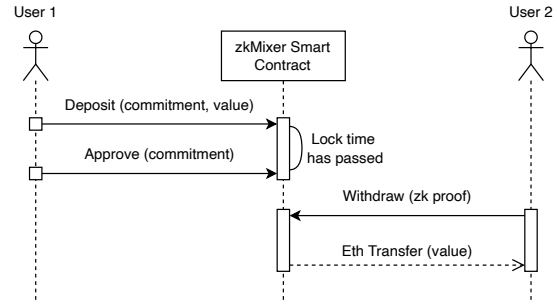 User 1
User 2
zkMixer Smart
Contract
Deposit (commitment, value)
Lock time
has passed
Approve (commitment)
Withdraw (zk proof)
Eth Transfer (value)